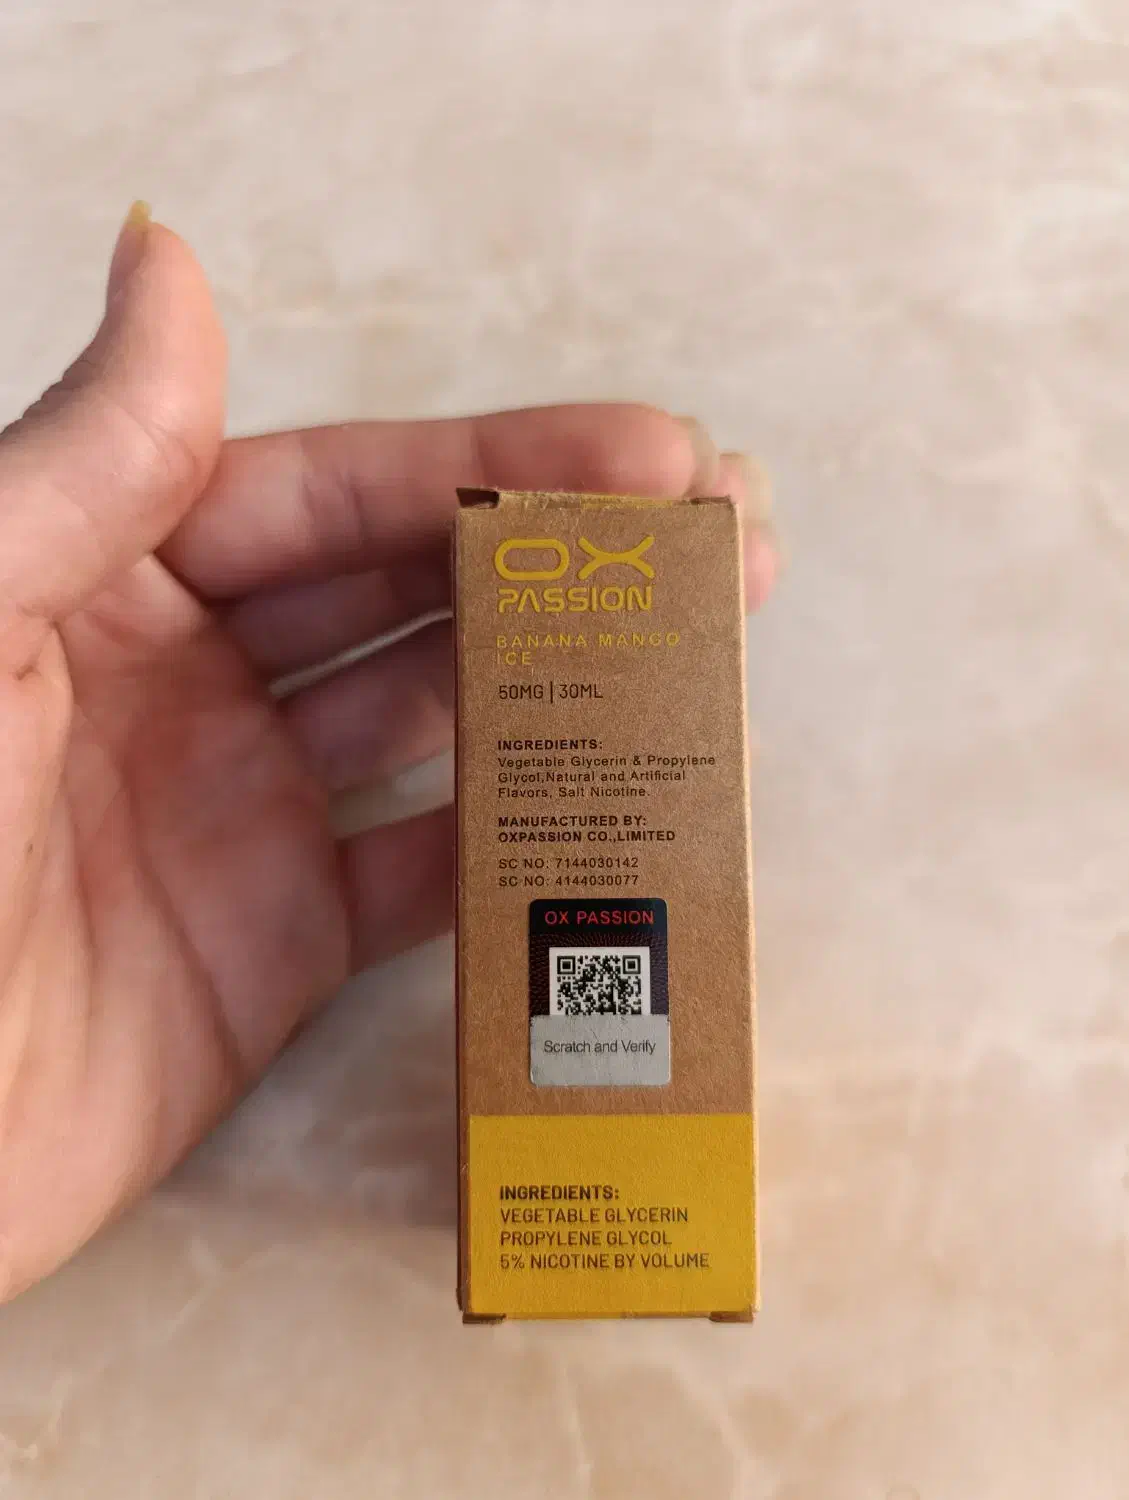 OX
PASSION
BANANA MANGO
ICE
50MG | 30ML
INGREDIENTS:
Vegetable Glycerin & Propylene
Glycol,Natural and Artificial
Flavors, Salt Nicotine.
MANUFACTURED BY:
OXPASSION CO.,LIMITED
SC NO: 7144030142
SC NO: 4144030077
OX PASSION
Scratch and Verify
INGREDIENTS:
VEGETABLE GLYCERIN
PROPYLENE GLYCOL
5% NICOTINE BY VOLUME